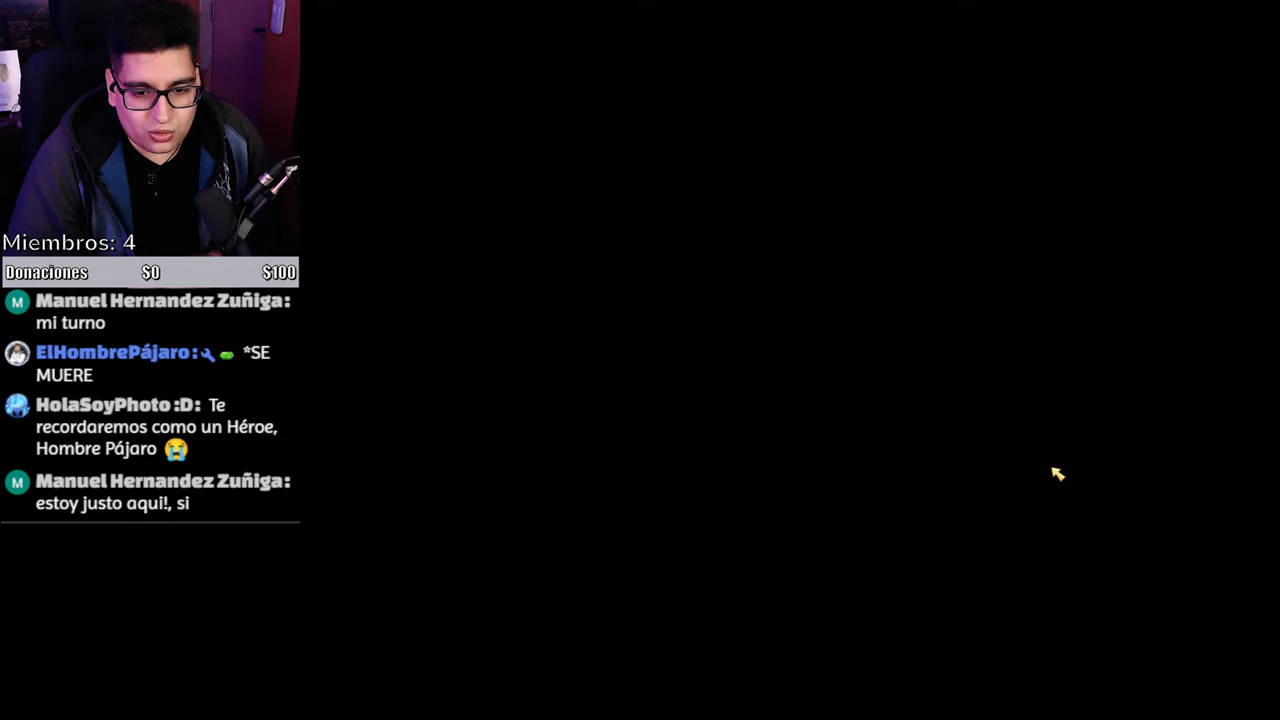 Miembros: 4
Donaciones $0 $100
M Manuel Hernandez Zuñiga:
mi turno
ElHombrePájaro: *SE
MUERE
HolaSoyPhoto :D: Te
recordaremos como un Héroe,
Hombre Pájaro 😭
M Manuel Hernandez Zuñiga:
estoy justo aqui!, si